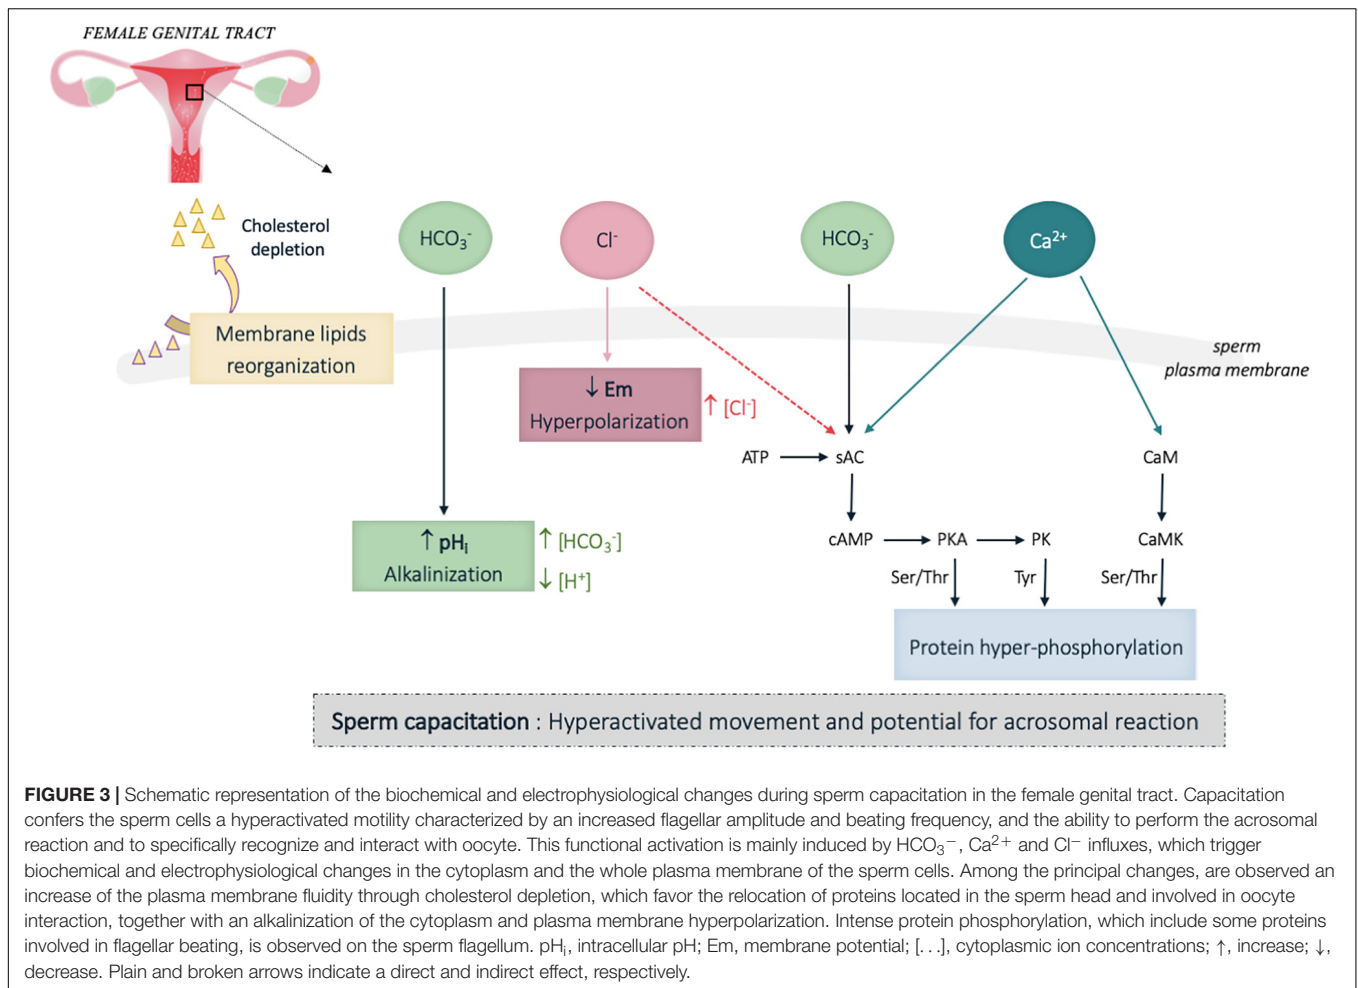 FEMALE GENITAL TRACT
Cholesterol
depletion
HCO₃⁻
Cl⁻
HCO₃⁻
Ca²⁺
Membrane lipids
reorganization
sperm
plasma membrane
↓ Em
Hyperpolarization
↑ [Cl⁻]
ATP
sAC
CaM
↑ pHᵢ
Alkalinization
↑ [HCO₃⁻]
↓ [H⁺]
cAMP
PKA
PK
CaMK
Ser/Thr
Tyr
Ser/Thr
Protein hyper-phosphorylation
Sperm capacitation : Hyperactivated movement and potential for acrosomal reaction
FIGURE 3 | Schematic representation of the biochemical and electrophysiological changes during sperm capacitation in the female genital tract. Capacitation
confers the sperm cells a hyperactivated motility characterized by an increased flagellar amplitude and beating frequency, and the ability to perform the acrosomal
reaction and to specifically recognize and interact with oocyte. This functional activation is mainly induced by HCO₃⁻, Ca²⁺ and Cl⁻ influxes, which trigger
biochemical and electrophysiological changes in the cytoplasm and the whole plasma membrane of the sperm cells. Among the principal changes, are observed an
increase of the plasma membrane fluidity through cholesterol depletion, which favor the relocation of proteins located in the sperm head and involved in oocyte
interaction, together with an alkalinization of the cytoplasm and plasma membrane hyperpolarization. Intense protein phosphorylation, which include some proteins
involved in flagellar beating, is observed on the sperm flagellum. pHᵢ, intracellular pH; Em, membrane potential; [. . .], cytoplasmic ion concentrations; ↑, increase; ↓,
decrease. Plain and broken arrows indicate a direct and indirect effect, respectively.